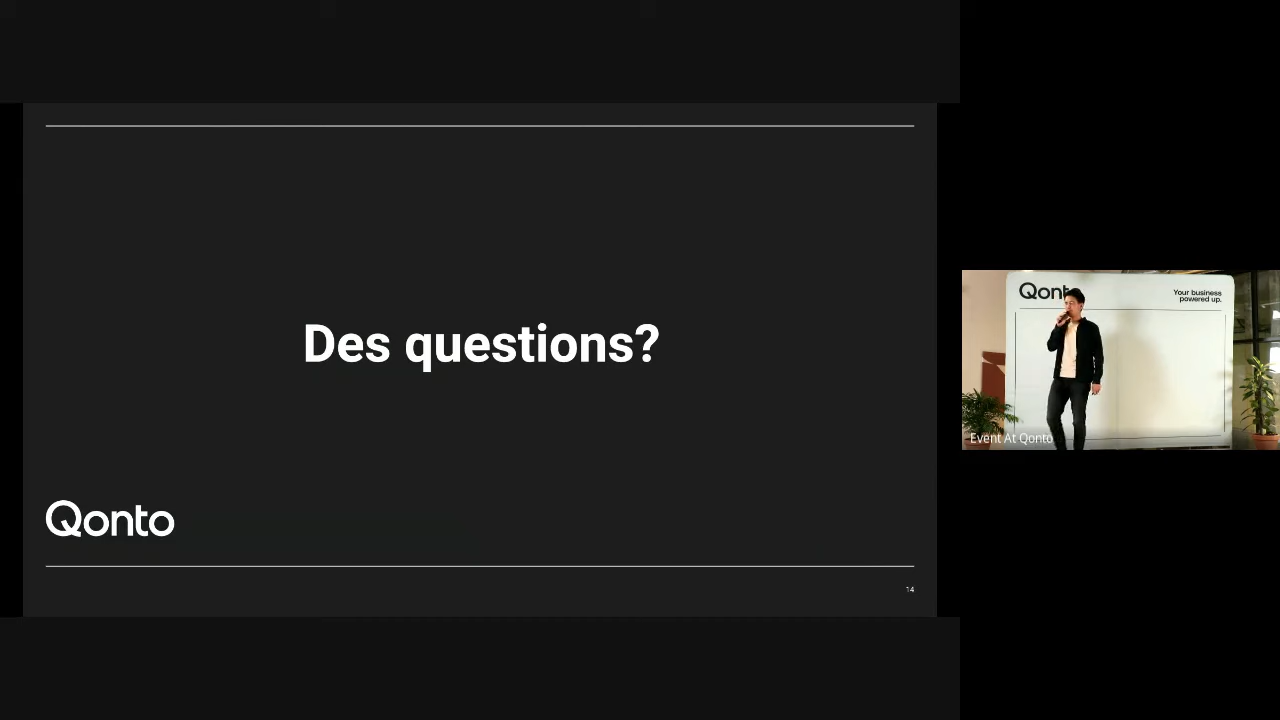 Des questions?
Qonto
14
Qonto
Your business
powered up.
Event At Qonto